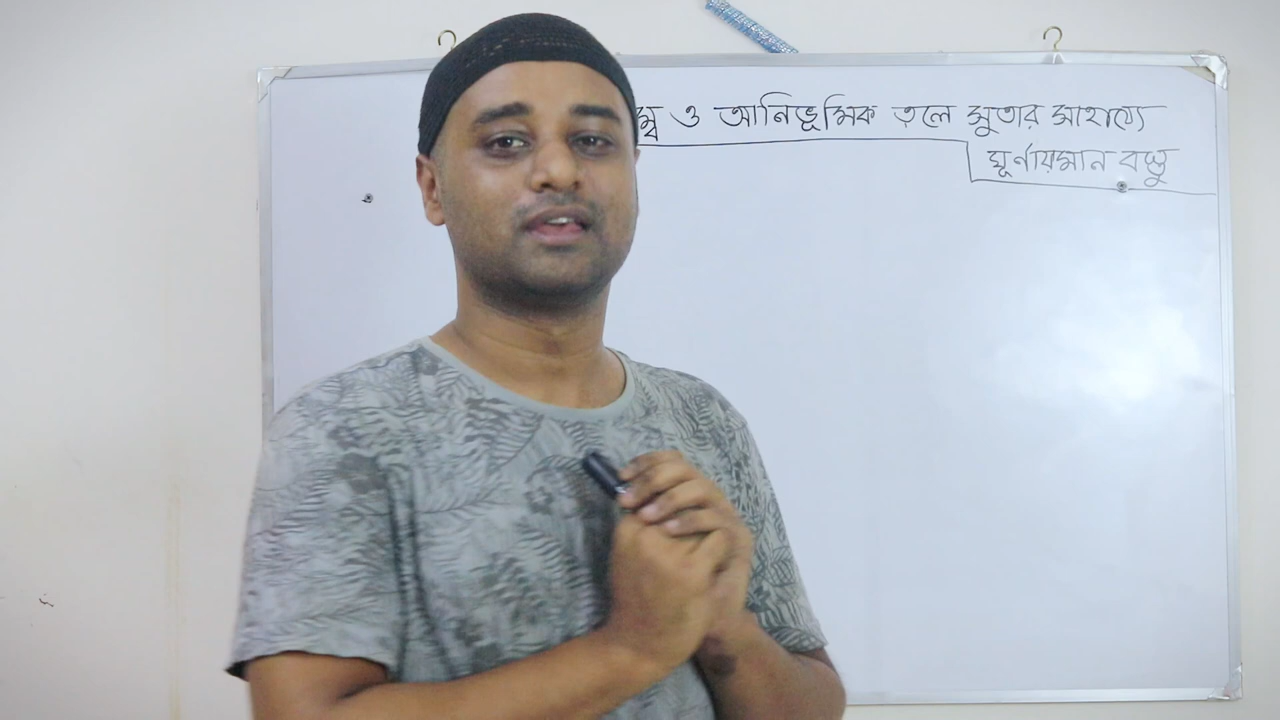 ও আনিভূমিক তলে সুতার সাহায্যে
ঘূর্ণায়মান বস্তু